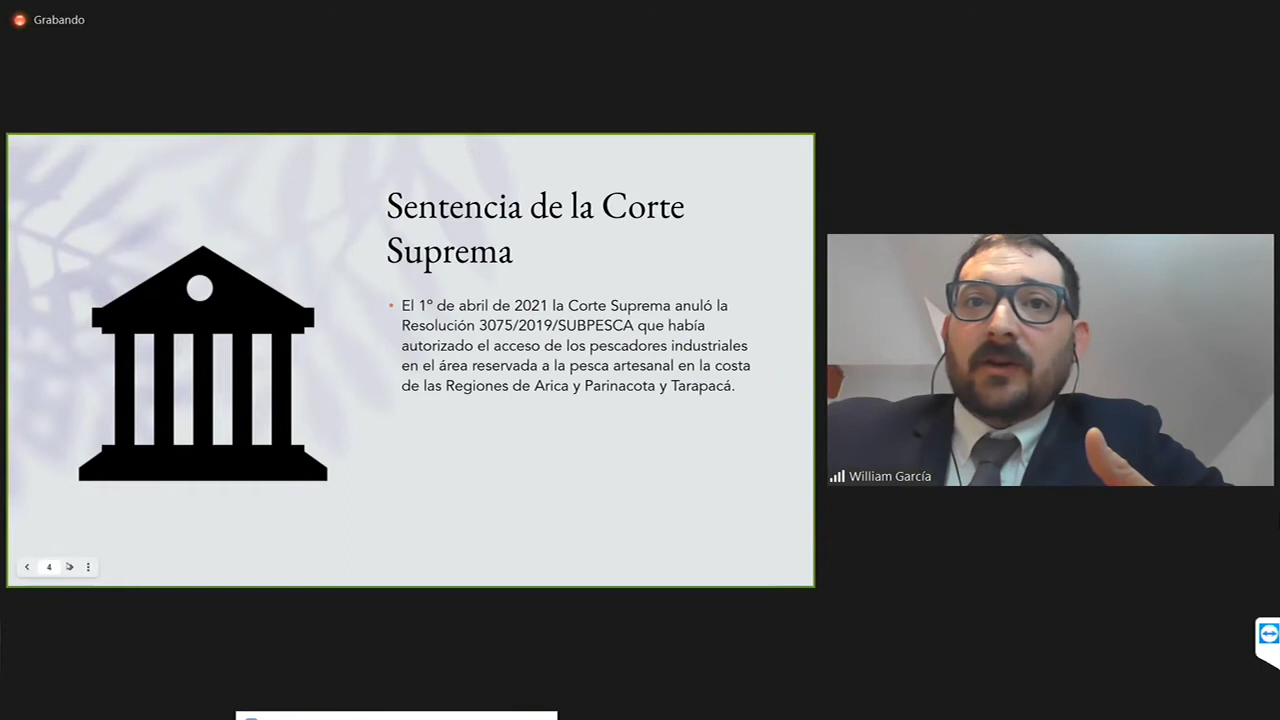 Grabando
Sentencia de la Corte
Suprema
• El 1º de abril de 2021 la Corte Suprema anuló la
Resolución 3075/2019/SUBPESCA que había
autorizado el acceso de los pescadores industriales
en el área reservada a la pesca artesanal en la costa
de las Regiones de Arica y Parinacota y Tarapacá.
William García
4